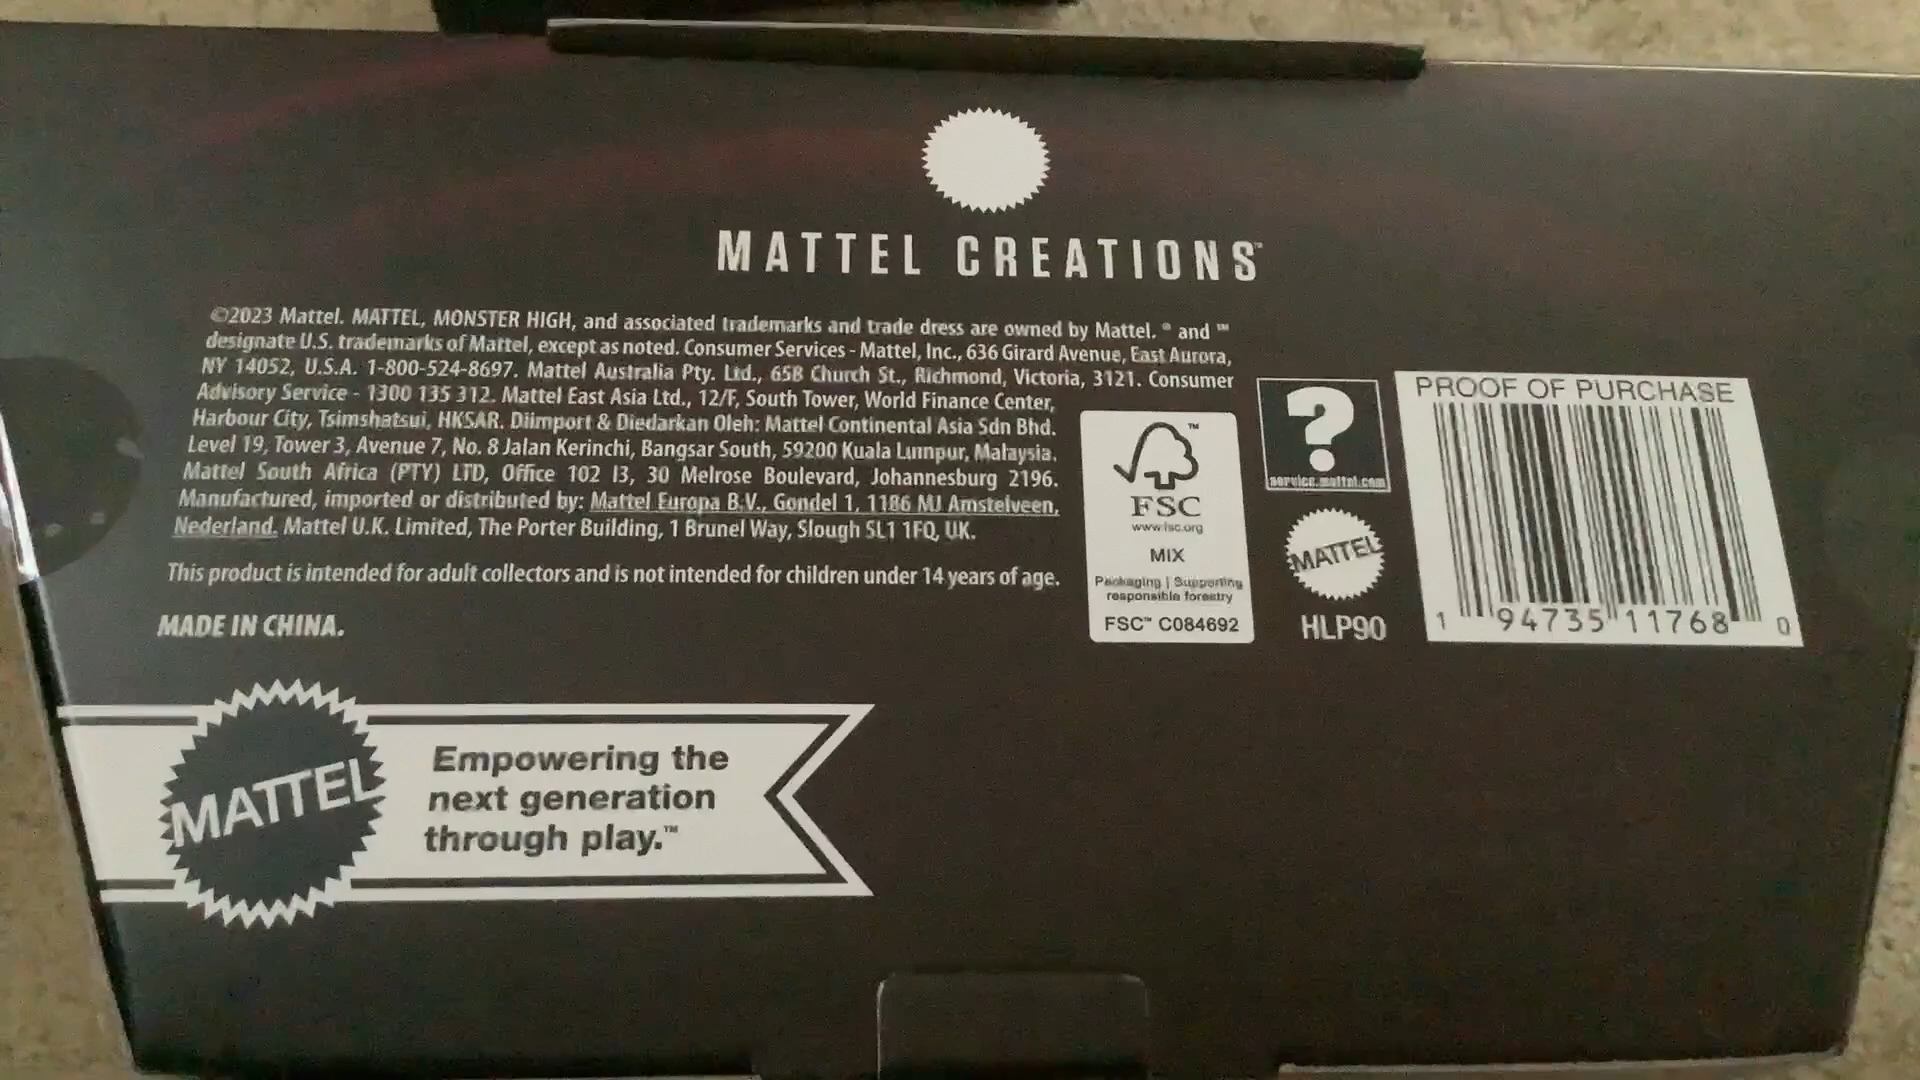 MATTEL CREATIONS™
©2023 Mattel. MATTEL, MONSTER HIGH, and associated trademarks and trade dress are owned by Mattel. ® and ™
designate U.S. trademarks of Mattel, except as noted. Consumer Services - Mattel, Inc., 636 Girard Avenue, East Aurora,
NY 14052, U.S.A. 1-800-524-8697. Mattel Australia Pty. Ltd., 658 Church St., Richmond, Victoria, 3121. Consumer
Advisory Service - 1300 135 312. Mattel East Asia Ltd., 12/F, South Tower, World Finance Center,
Harbour City, Tsimshatsui, HKSAR. Diimport & Diedarkan Oleh: Mattel Continental Asia Sdn Bhd.
Level 19, Tower 3, Avenue 7, No. 8 Jalan Kerinchi, Bangsar South, 59200 Kuala Lumpur, Malaysia.
Mattel South Africa (PTY) LTD, Office 102 I3, 30 Melrose Boulevard, Johannesburg 2196.
Manufactured, imported or distributed by: Mattel Europa B.V., Gondel 1, 1186 MJ Amstelveen,
Nederland. Mattel U.K. Limited, The Porter Building, 1 Brunel Way, Slough SL1 1FQ, UK.
This product is intended for adult collectors and is not intended for children under 14 years of age.
MADE IN CHINA.
™
FSC
www.fsc.org
MIX
Packaging | Supporting
responsible forestry
FSC™ C084692
?
service.mattel.com
MATTEL
HLP90
PROOF OF PURCHASE
1 94735 11768 0
MATTEL
Empowering the
next generation
through play.™